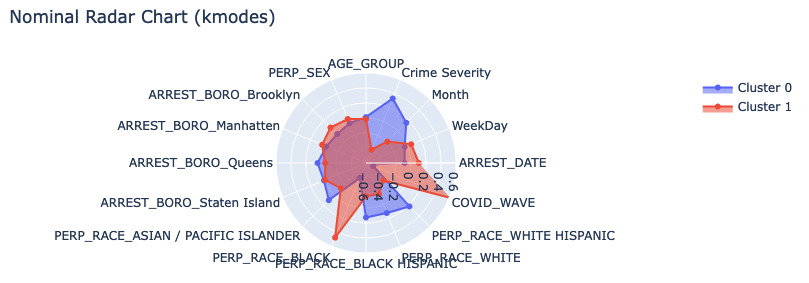 Nominal Radar Chart (kmodes)
AGE_GROUP
PERP_SEX
Crime Severity
ARREST_BORO_Brooklyn
Month
Cluster 0
Cluster 1
ARREST_BORO_Manhatten
WeekDay
ARREST_BORO_Queens
ARREST_DATE
−0.6
−0.4
−0.2
0
0.2
0.4
0.6
ARREST_BORO_Staten Island
COVID_WAVE
PERP_RACE_ASIAN / PACIFIC ISLANDER
PERP_RACE_WHITE HISPANIC
PERP_RACE_BLACK
PERP_RACE_WHITE
PERP_RACE_BLACK HISPANIC